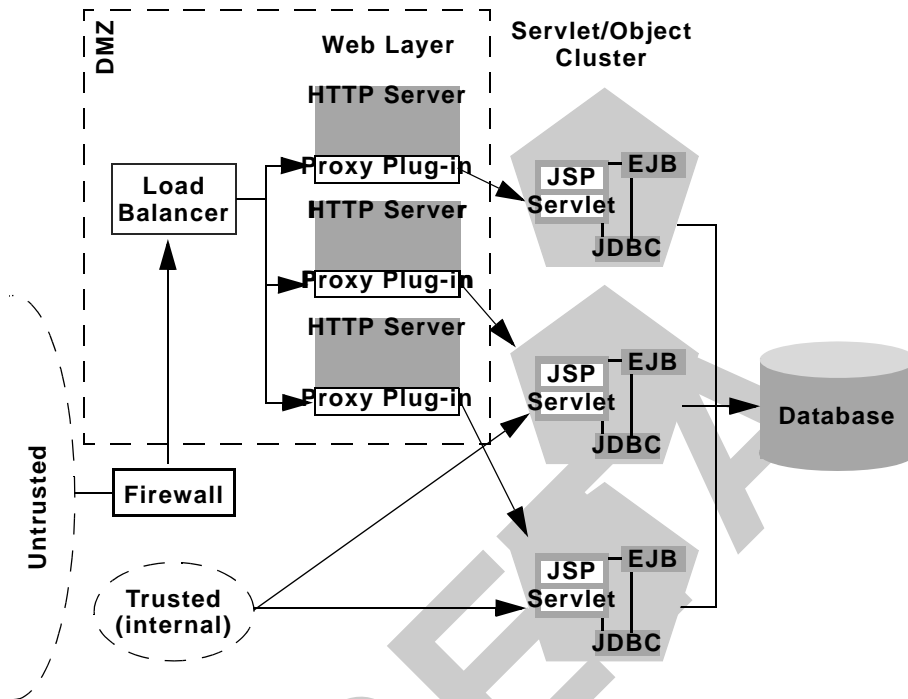 DMZ
Web Layer
Servlet/Object
Cluster
HTTP Server
Proxy Plug-in
HTTP Server
Proxy Plug-in
HTTP Server
Proxy Plug-in
Load
Balancer
JSP
Servlet
EJB
JDBC
JSP
Servlet
EJB
JDBC
JSP
Servlet
EJB
JDBC
Database
Untrusted
Firewall
Trusted
(internal)
BETA